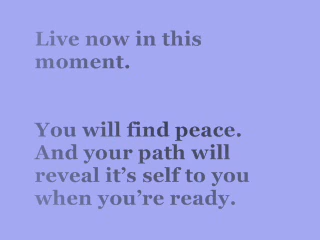 Live now in this
moment.
You will find peace.
And your path will
reveal it’s self to you
when you’re ready.